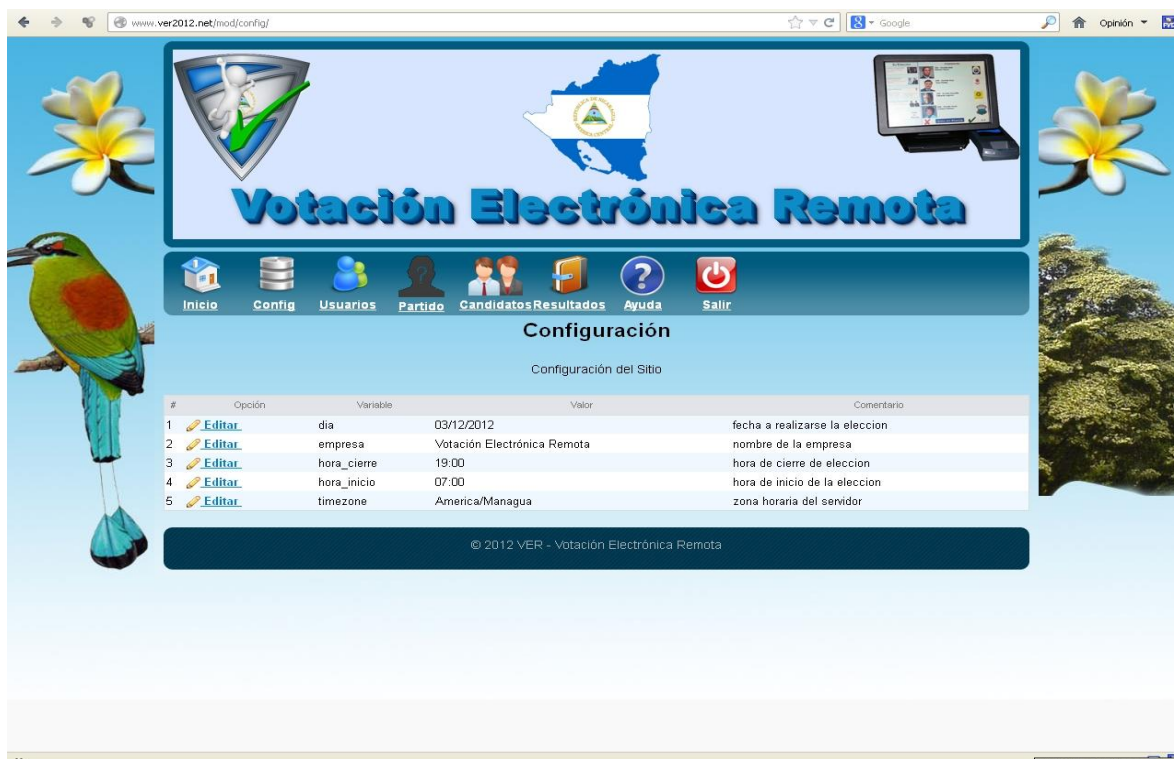 www.ver2012.net/mod/config/
Google
Opinión
Votación Electrónica Remota
Inicio Config Usuarios Partido Candidatos Resultados Ayuda Salir
Configuración
Configuración del Sitio
# Opción Variable Valor Comentario
1 Editar dia 03/12/2012 fecha a realizarse la eleccion
2 Editar empresa Votación Electrónica Remota nombre de la empresa
3 Editar hora_cierre 19:00 hora de cierre de eleccion
4 Editar hora_inicio 07:00 hora de inicio de la eleccion
5 Editar timezone America/Managua zona horaria del servidor
© 2012 VER - Votación Electrónica Remota